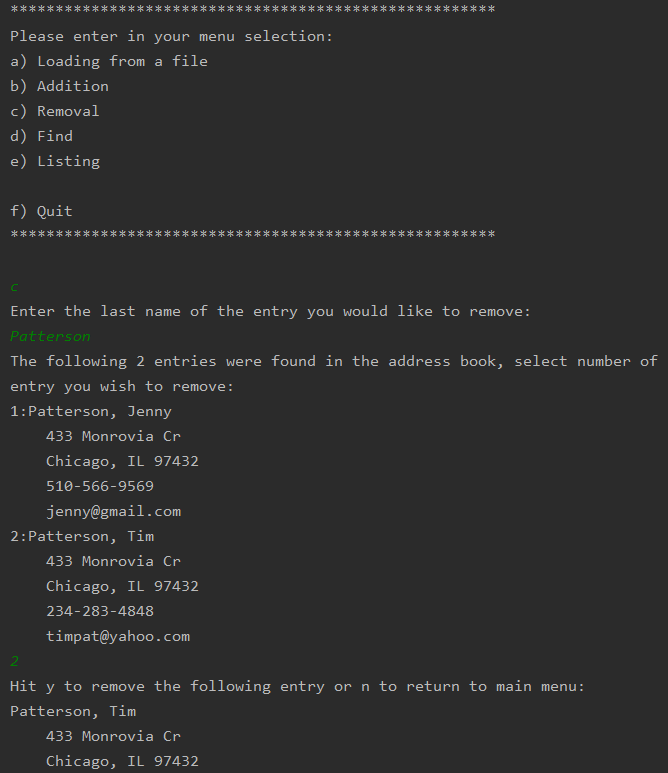 ******************************************************
Please enter in your menu selection:
a) Loading from a file
b) Addition
c) Removal
d) Find
e) Listing
f) Quit
******************************************************
c
Enter the last name of the entry you would like to remove:
Patterson
The following 2 entries were found in the address book, select number of
entry you wish to remove:
1:Patterson, Jenny
433 Monrovia Cr
Chicago, IL 97432
510-566-9569
jenny@gmail.com
2:Patterson, Tim
433 Monrovia Cr
Chicago, IL 97432
234-283-4848
timpat@yahoo.com
2
Hit y to remove the following entry or n to return to main menu:
Patterson, Tim
433 Monrovia Cr
Chicago, IL 97432